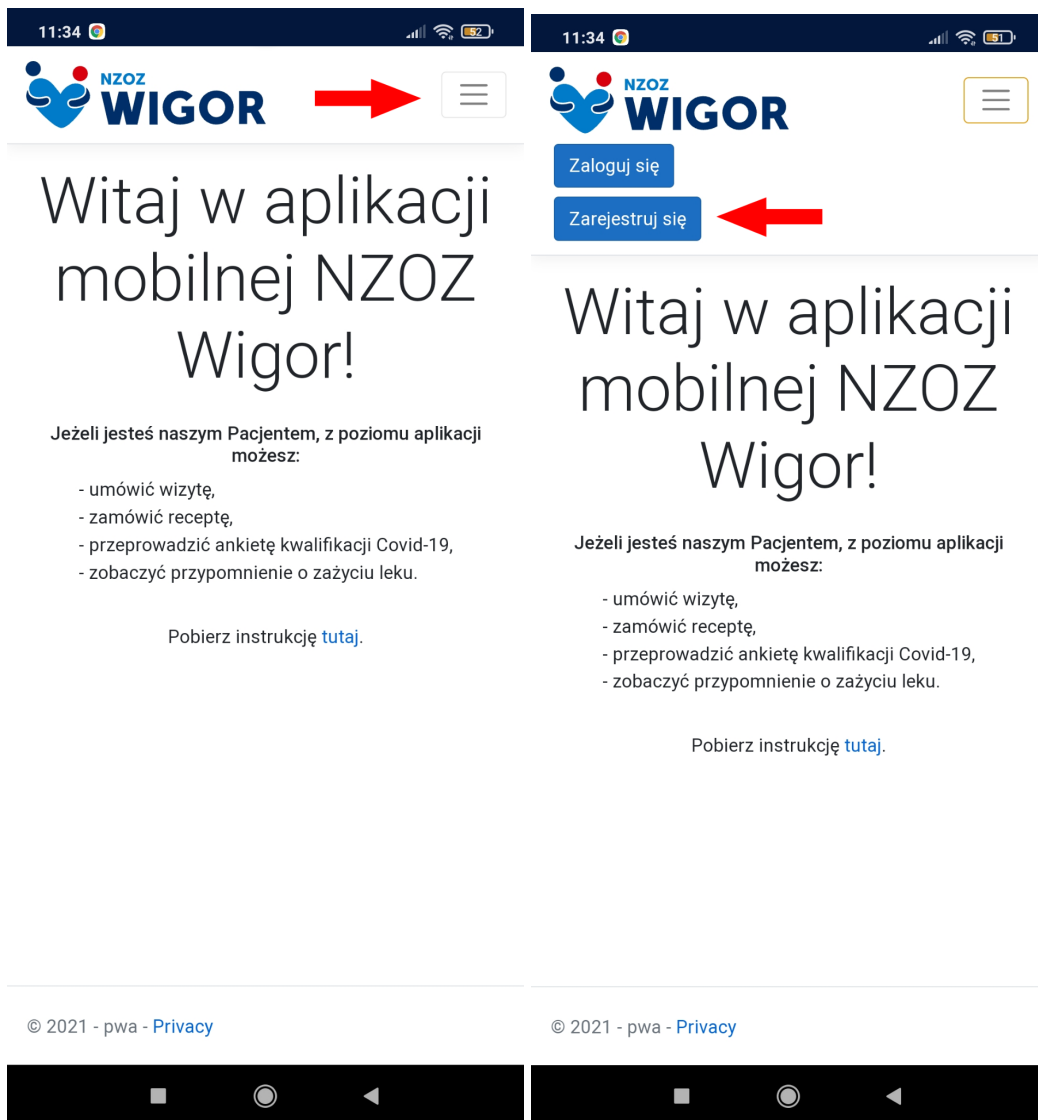 11:34
52
NZOZ
WIGOR
Witaj w aplikacji
mobilnej NZOZ
Wigor!
Jeżeli jesteś naszym Pacjentem, z poziomu aplikacji
możesz:
- umówić wizytę,
- zamówić receptę,
- przeprowadzić ankietę kwalifikacji Covid-19,
- zobaczyć przypomnienie o zażyciu leku.
Pobierz instrukcję tutaj.
© 2021 - pwa - Privacy
11:34
51
NZOZ
WIGOR
Zaloguj się
Zarejestruj się
Witaj w aplikacji
mobilnej NZOZ
Wigor!
Jeżeli jesteś naszym Pacjentem, z poziomu aplikacji
możesz:
- umówić wizytę,
- zamówić receptę,
- przeprowadzić ankietę kwalifikacji Covid-19,
- zobaczyć przypomnienie o zażyciu leku.
Pobierz instrukcję tutaj.
© 2021 - pwa - Privacy